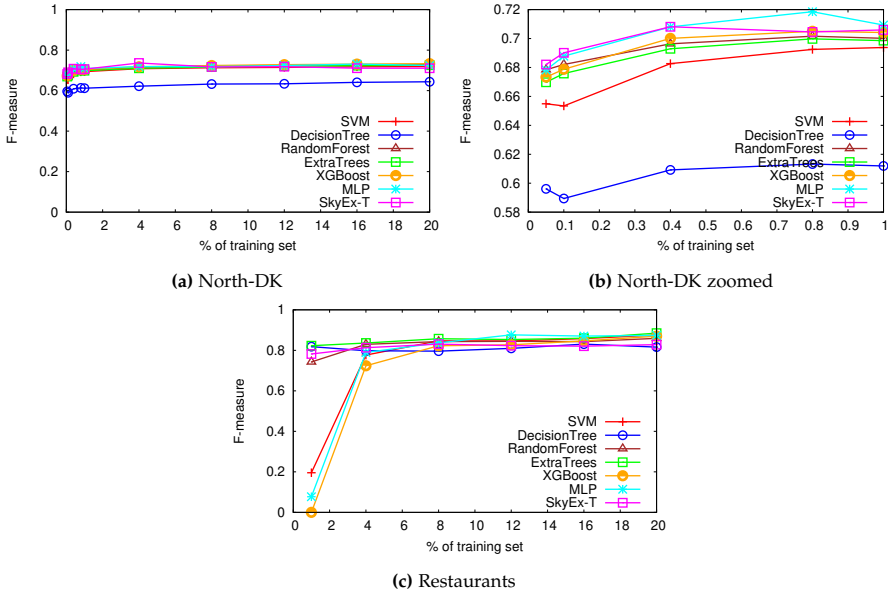 1
0.8
0.6
0.4
0.2
0
F-measure
0 2 4 6 8 10 12 14 16 18 20
% of training set
SVM
DecisionTree
RandomForest
ExtraTrees
XGBoost
MLP
SkyEx-T
(a) North-DK
0.72
0.7
0.68
0.66
0.64
0.62
0.6
0.58
F-measure
0 0.1 0.2 0.3 0.4 0.5 0.6 0.7 0.8 0.9 1
% of training set
SVM
DecisionTree
RandomForest
ExtraTrees
XGBoost
MLP
SkyEx-T
(b) North-DK zoomed
1
0.8
0.6
0.4
0.2
0
F-measure
0 2 4 6 8 10 12 14 16 18 20
% of training set
SVM
DecisionTree
RandomForest
ExtraTrees
XGBoost
MLP
SkyEx-T
(c) Restaurants